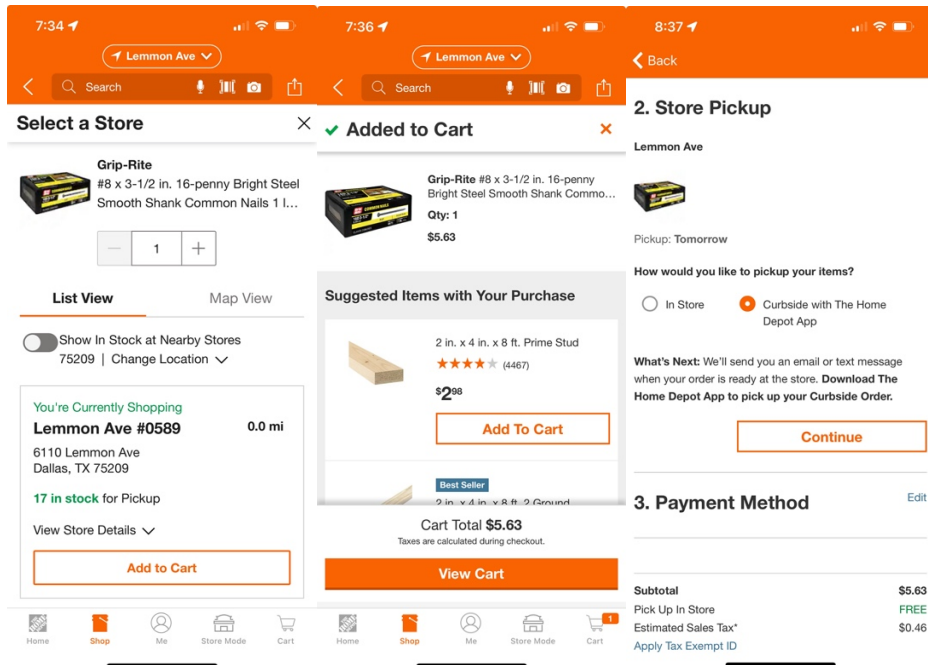 7:34
Lemmon Ave
Search
Select a Store
Grip-Rite
#8 x 3-1/2 in. 16-penny Bright Steel
Smooth Shank Common Nails 1 l...
1
List View
Map View
Show In Stock at Nearby Stores
75209 | Change Location
You're Currently Shopping
Lemmon Ave #0589
0.0 mi
6110 Lemmon Ave
Dallas, TX 75209
17 in stock for Pickup
View Store Details
Add to Cart
Home
Shop
Me
Store Mode
Cart
7:36
Lemmon Ave
Search
Added to Cart
Grip-Rite #8 x 3-1/2 in. 16-penny
Bright Steel Smooth Shank Commo...
Qty: 1
$5.63
Suggested Items with Your Purchase
2 in. x 4 in. x 8 ft. Prime Stud
(4467)
$298
Add To Cart
Best Seller
2 in. x 4 in. x 8 ft. 2 Ground
Cart Total $5.63
Taxes are calculated during checkout.
View Cart
Home
Shop
Me
Store Mode
1
Cart
8:37
Back
2. Store Pickup
Lemmon Ave
Pickup: Tomorrow
How would you like to pickup your items?
In Store
Curbside with The Home
Depot App
What's Next: We'll send you an email or text message
when your order is ready at the store. Download The
Home Depot App to pick up your Curbside Order.
Continue
3. Payment Method
Edit
Subtotal
$5.63
Pick Up In Store
FREE
Estimated Sales Tax*
$0.46
Apply Tax Exempt ID